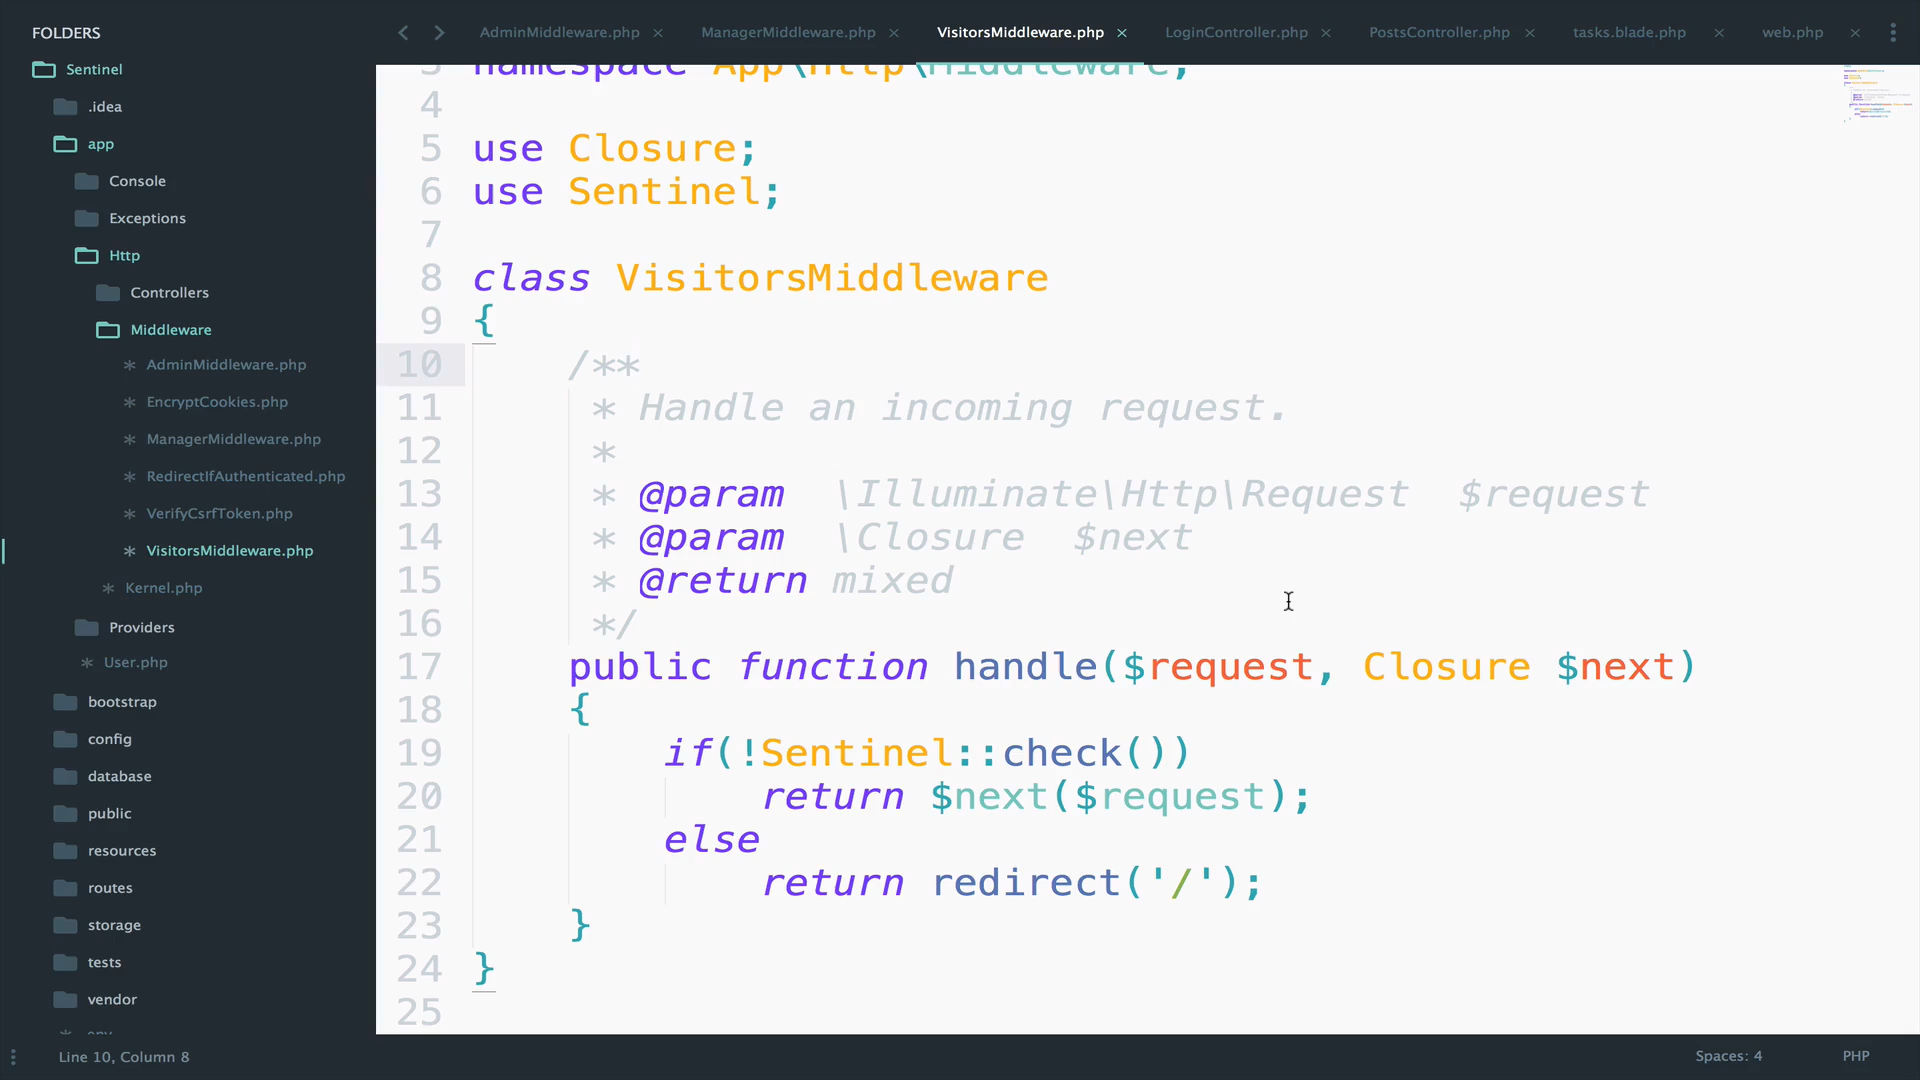 FOLDERS
Sentinel
.idea
app
Console
Exceptions
Http
Controllers
Middleware
AdminMiddleware.php
EncryptCookies.php
ManagerMiddleware.php
RedirectIfAuthenticated.php
VerifyCsrfToken.php
VisitorsMiddleware.php
Kernel.php
Providers
User.php
bootstrap
config
database
public
resources
routes
storage
tests
vendor
AdminMiddleware.php × ManagerMiddleware.php × VisitorsMiddleware.php × LoginController.php × PostsController.php × tasks.blade.php × web.php ×
3 namespace App\Http\Middleware;
4
5 use Closure;
6 use Sentinel;
7
8 class VisitorsMiddleware
9 {
10 /**
11 * Handle an incoming request.
12 *
13 * @param \Illuminate\Http\Request $request
14 * @param \Closure $next
15 * @return mixed
16 */
17 public function handle($request, Closure $next)
18 {
19 if(!Sentinel::check())
20 return $next($request);
21 else
22 return redirect('/');
23 }
24 }
25
Line 10, Column 8
Spaces: 4
PHP